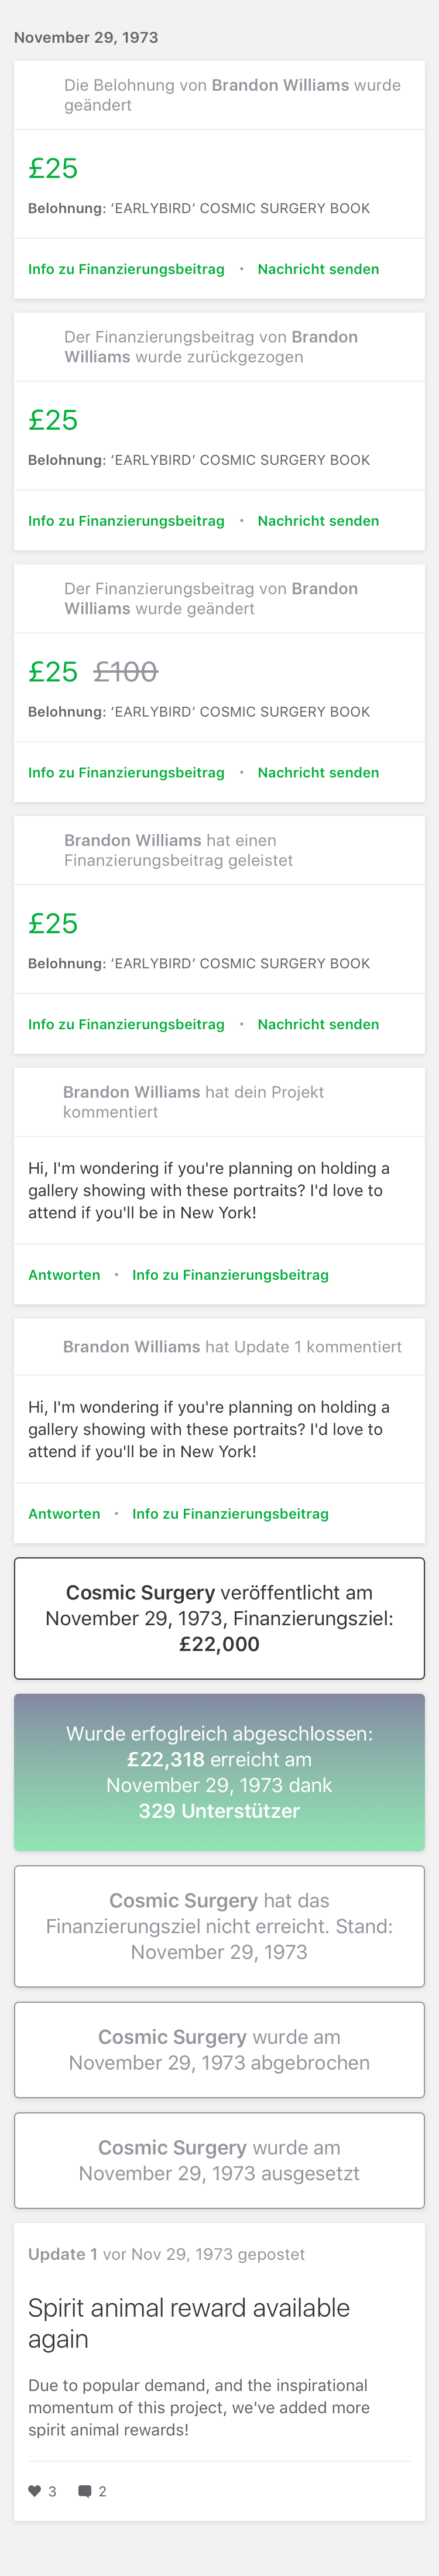 November 29, 1973
Die Belohnung von Brandon Williams wurde
geändert
£25
Belohnung: ‘EARLYBIRD’ COSMIC SURGERY BOOK
Info zu Finanzierungsbeitrag • Nachricht senden
Der Finanzierungsbeitrag von Brandon
Williams wurde zurückgezogen
£25
Belohnung: ‘EARLYBIRD’ COSMIC SURGERY BOOK
Info zu Finanzierungsbeitrag • Nachricht senden
Der Finanzierungsbeitrag von Brandon
Williams wurde geändert
£25 £100
Belohnung: ‘EARLYBIRD’ COSMIC SURGERY BOOK
Info zu Finanzierungsbeitrag • Nachricht senden
Brandon Williams hat einen
Finanzierungsbeitrag geleistet
£25
Belohnung: ‘EARLYBIRD’ COSMIC SURGERY BOOK
Info zu Finanzierungsbeitrag • Nachricht senden
Brandon Williams hat dein Projekt
kommentiert
Hi, I'm wondering if you're planning on holding a
gallery showing with these portraits? I'd love to
attend if you'll be in New York!
Antworten • Info zu Finanzierungsbeitrag
Brandon Williams hat Update 1 kommentiert
Hi, I'm wondering if you're planning on holding a
gallery showing with these portraits? I'd love to
attend if you'll be in New York!
Antworten • Info zu Finanzierungsbeitrag
Cosmic Surgery veröffentlicht am
November 29, 1973, Finanzierungsziel:
£22,000
Wurde erfoglreich abgeschlossen:
£22,318 erreicht am
November 29, 1973 dank
329 Unterstützer
Cosmic Surgery hat das
Finanzierungsziel nicht erreicht. Stand:
November 29, 1973
Cosmic Surgery wurde am
November 29, 1973 abgebrochen
Cosmic Surgery wurde am
November 29, 1973 ausgesetzt
Update 1 vor Nov 29, 1973 gepostet
Spirit animal reward available
again
Due to popular demand, and the inspirational
momentum of this project, we've added more
spirit animal rewards!
3 2